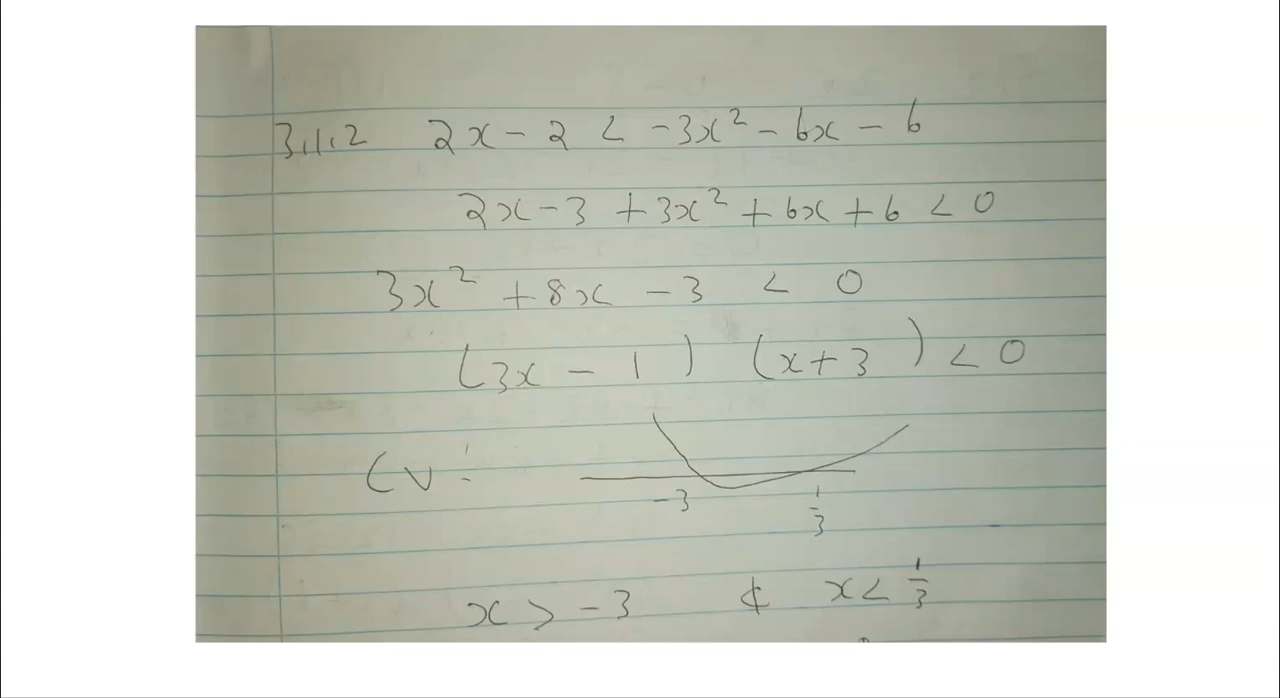 3.1.2 2x - 2 < -3x² - 6x - 6
2x - 3 + 3x² + 6x + 6 < 0
3x² + 8x - 3 < 0
(3x - 1) (x + 3) < 0
CV:
-3 1/3
x > -3 & x < 1/3